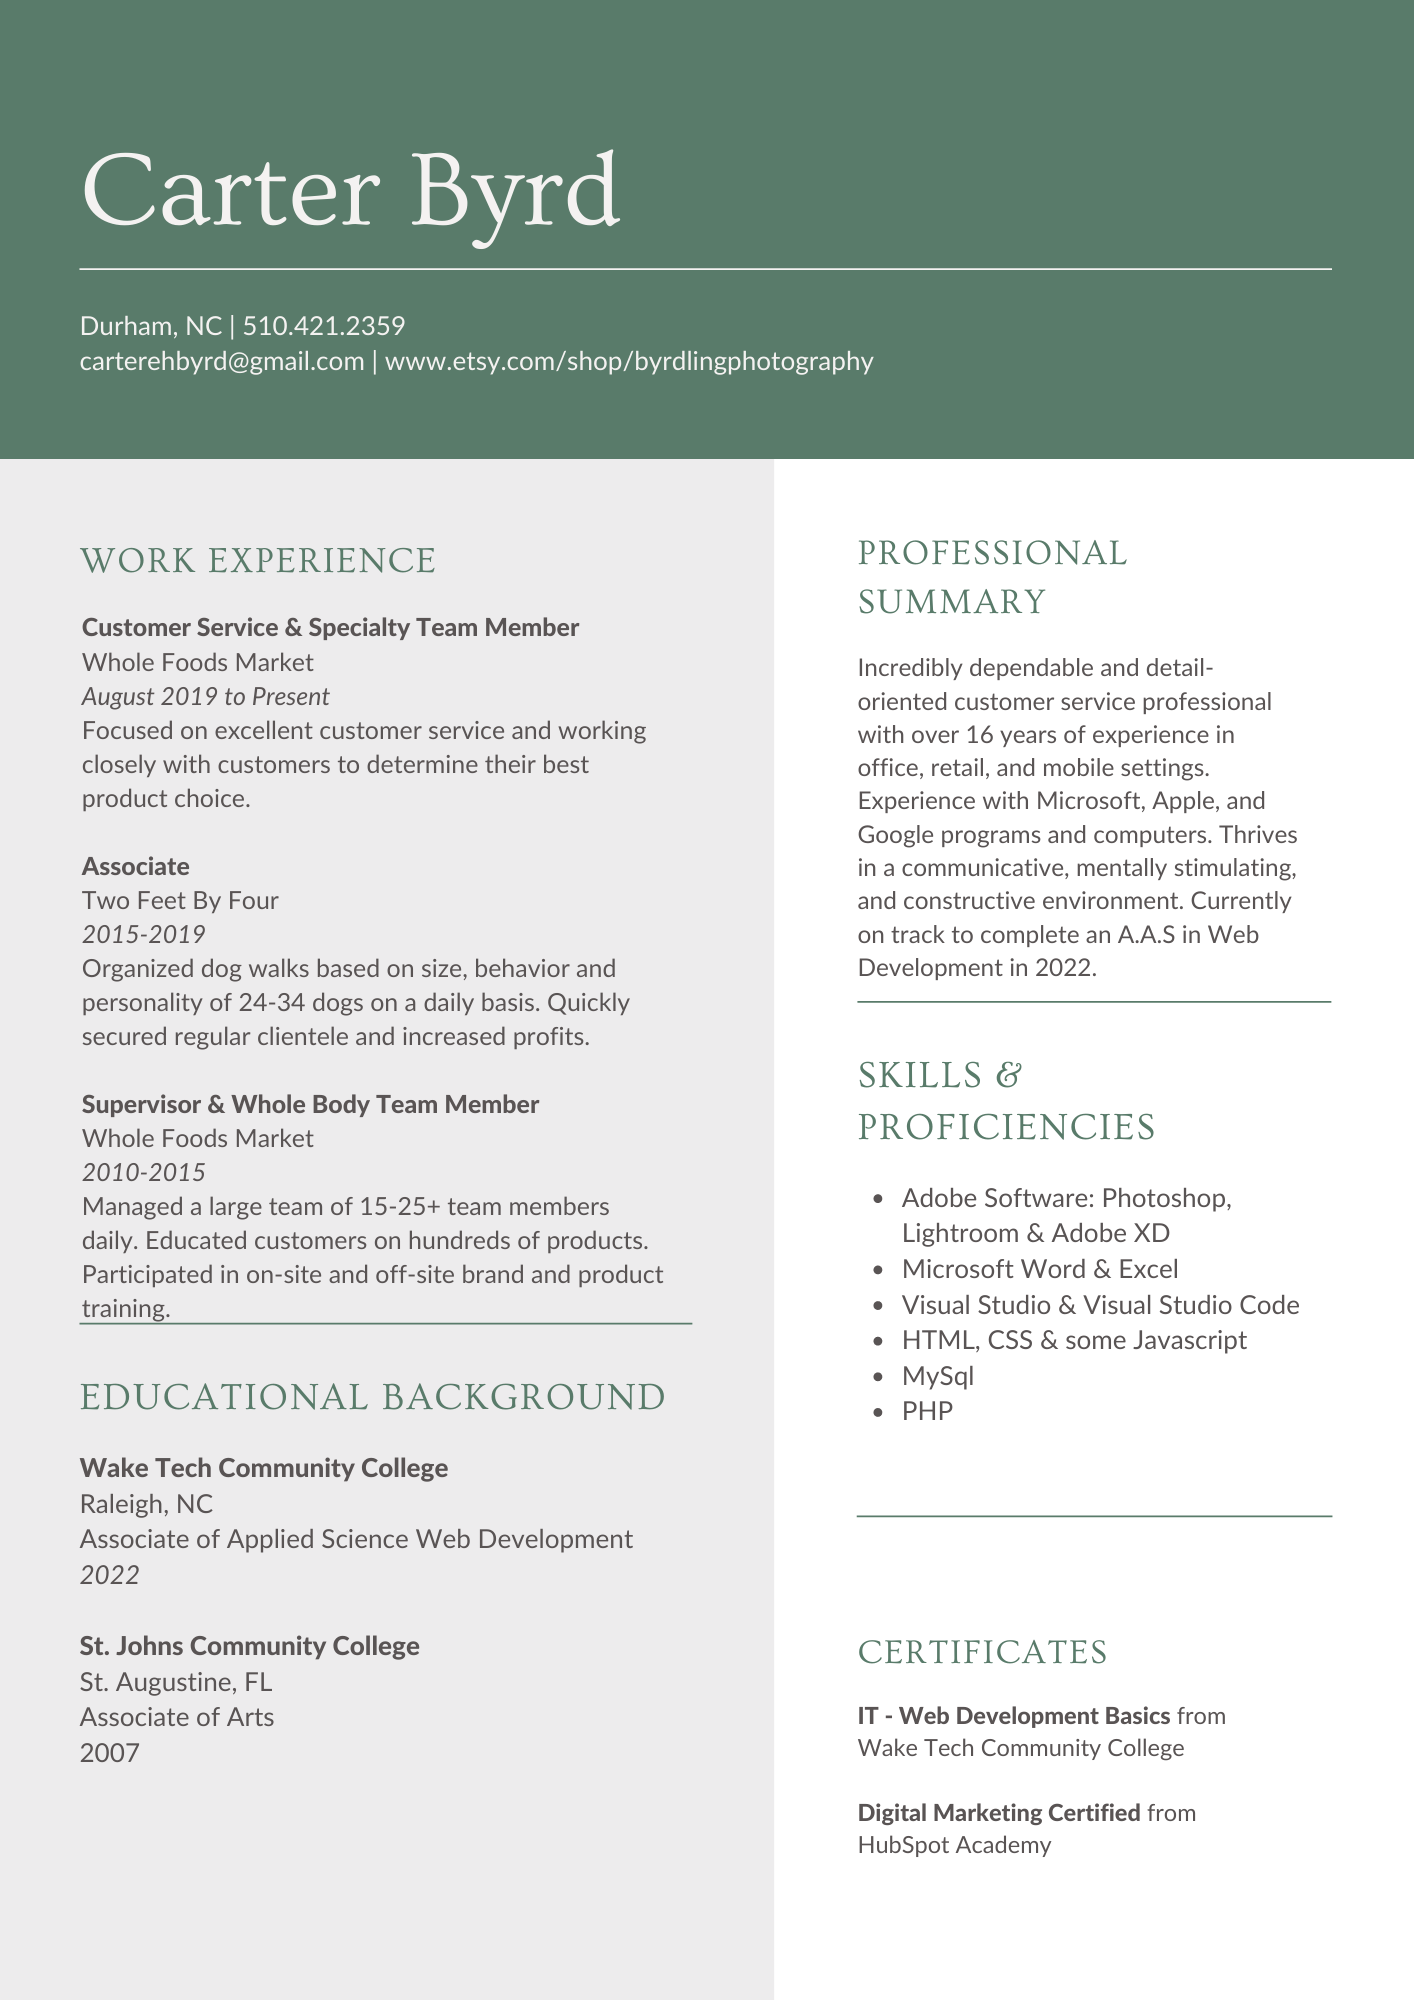 Carter Byrd
Durham, NC | 510.421.2359
carterehbyrd@gmail.com | www.etsy.com/shop/byrdlingphotography
WORK EXPERIENCE
Customer Service & Specialty Team Member
Whole Foods Market
August 2019 to Present
Focused on excellent customer service and working
closely with customers to determine their best
product choice.
Associate
Two Feet By Four
2015-2019
Organized dog walks based on size, behavior and
personality of 24-34 dogs on a daily basis. Quickly
secured regular clientele and increased profits.
Supervisor & Whole Body Team Member
Whole Foods Market
2010-2015
Managed a large team of 15-25+ team members
daily. Educated customers on hundreds of products.
Participated in on-site and off-site brand and product
training.
EDUCATIONAL BACKGROUND
Wake Tech Community College
Raleigh, NC
Associate of Applied Science Web Development
2022
St. Johns Community College
St. Augustine, FL
Associate of Arts
2007
PROFESSIONAL
SUMMARY
Incredibly dependable and detail-
oriented customer service professional
with over 16 years of experience in
office, retail, and mobile settings.
Experience with Microsoft, Apple, and
Google programs and computers. Thrives
in a communicative, mentally stimulating,
and constructive environment. Currently
on track to complete an A.A.S in Web
Development in 2022.
SKILLS &
PROFICIENCIES
• Adobe Software: Photoshop,
Lightroom & Adobe XD
• Microsoft Word & Excel
• Visual Studio & Visual Studio Code
• HTML, CSS & some Javascript
• MySql
• PHP
CERTIFICATES
IT - Web Development Basics from
Wake Tech Community College
Digital Marketing Certified from
HubSpot Academy